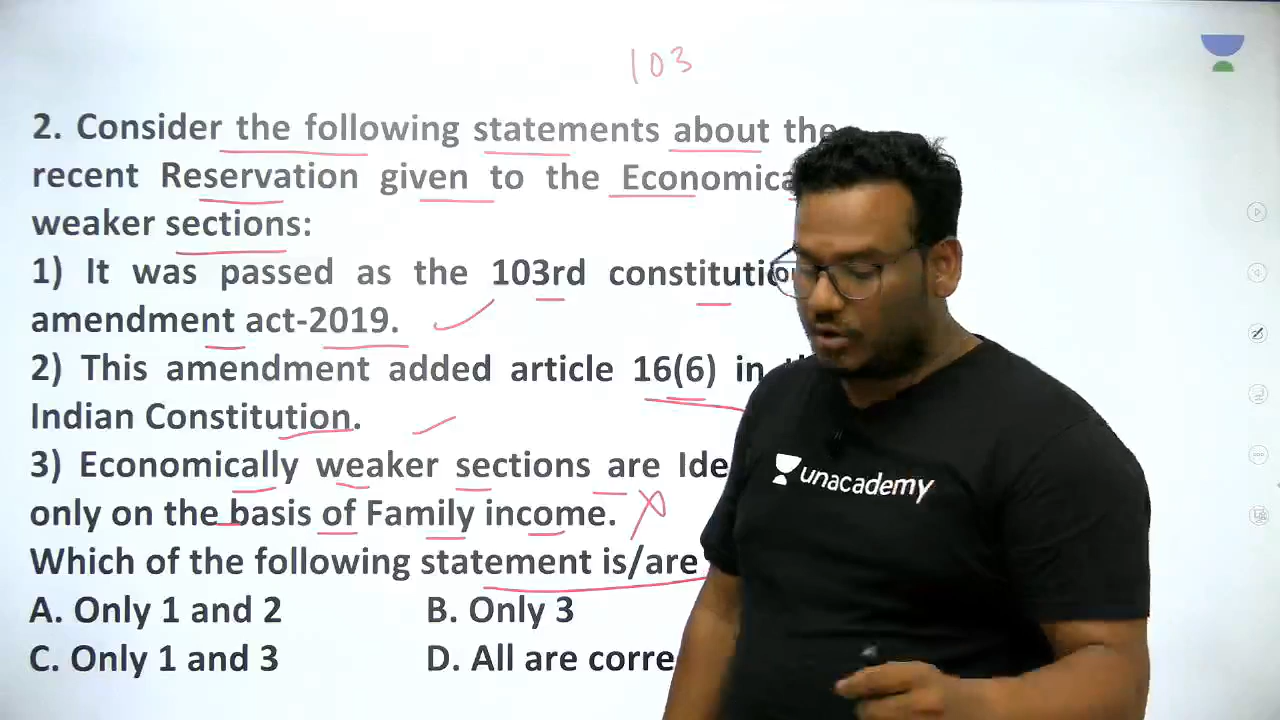 103
2. Consider the following statements about the
recent Reservation given to the Economica
weaker sections:
1) It was passed as the 103rd constitutio
amendment act-2019.
2) This amendment added article 16(6) in th
Indian Constitution.
3) Economically weaker sections are Ide
only on the basis of Family income.
Which of the following statement is/are
A. Only 1 and 2 B. Only 3
C. Only 1 and 3 D. All are corre
unacademy